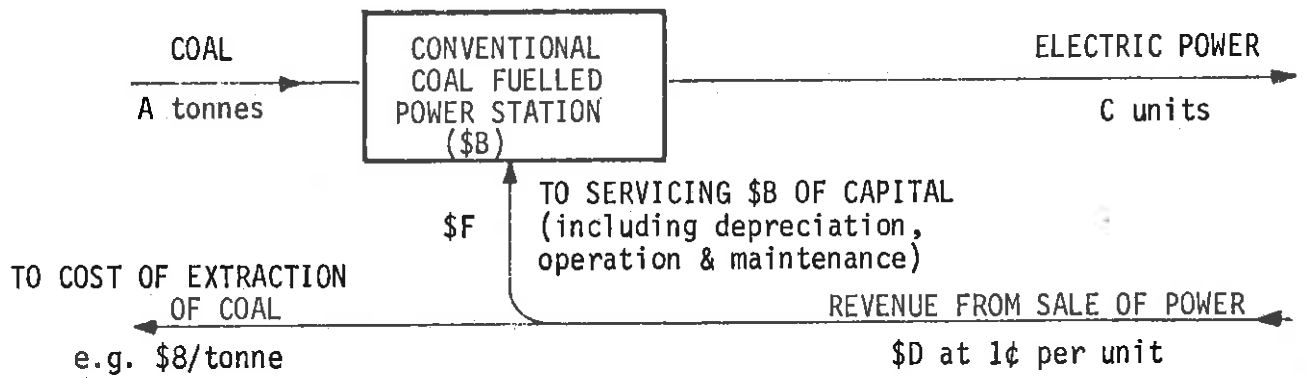 COAL
A tonnes
CONVENTIONAL
COAL FUELLED
POWER STATION
($B)
ELECTRIC POWER
C units
$F
TO SERVICING $B OF CAPITAL
(including depreciation,
operation & maintenance)
TO COST OF EXTRACTION
OF COAL
e.g. $8/tonne
REVENUE FROM SALE OF POWER
$D at 1¢ per unit